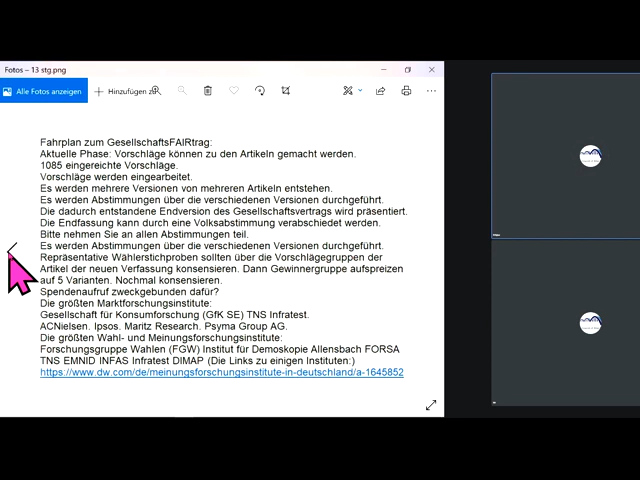 Fotos – 13 stg.png
Alle Fotos anzeigen
Hinzufügen zu
Fahrplan zum GesellschaftsFAIRtrag:
Aktuelle Phase: Vorschläge können zu den Artikeln gemacht werden.
1085 eingereichte Vorschläge.
Vorschläge werden eingearbeitet.
Es werden mehrere Versionen von mehreren Artikeln entstehen.
Es werden Abstimmungen über die verschiedenen Versionen durchgeführt.
Die dadurch entstandene Endversion des Gesellschaftsvertrags wird präsentiert.
Die Endfassung kann durch eine Volksabstimmung verabschiedet werden.
Bitte nehmen Sie an allen Abstimmungen teil.
Es werden Abstimmungen über die verschiedenen Versionen durchgeführt.
Repräsentative Wählerstichproben sollten über die Vorschlägegruppen der
Artikel der neuen Verfassung konsensieren. Dann Gewinnergruppe aufspreizen
auf 5 Varianten. Nochmal konsensieren.
Spendenaufruf zweckgebunden dafür?
Die größten Marktforschungsinstitute:
Gesellschaft für Konsumforschung (GfK SE) TNS Infratest.
ACNielsen. Ipsos. Maritz Research. Psyma Group AG.
Die größten Wahl- und Meinungsforschungsinstitute:
Forschungsgruppe Wahlen (FGW) Institut für Demoskopie Allensbach FORSA
TNS EMNID INFAS Infratest DIMAP (Die Links zu einigen Instituten:)
https://www.dw.com/de/meinungsforschungsinstitute-in-deutschland/a-1645852